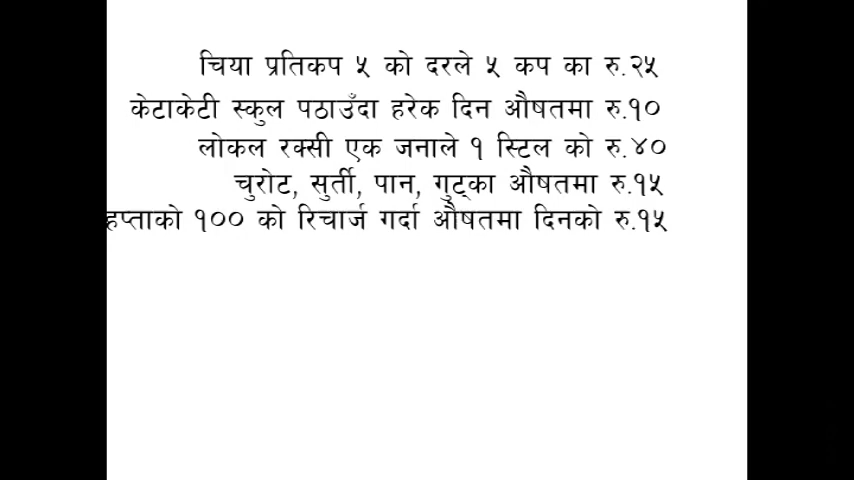 चिया प्रतिकप ५ को दरले ५ कप का रु.२५
केटाकेटी स्कुल पठाउँदा हरेक दिन औषतमा रु.१०
लोकल रक्सी एक जनाले १ स्टिल को रु.४०
चुरोट, सुर्ती, पान, गुट्का औषतमा रु.१५
हप्ताको १०० को रिचार्ज गर्दा औषतमा दिनको रु.१५